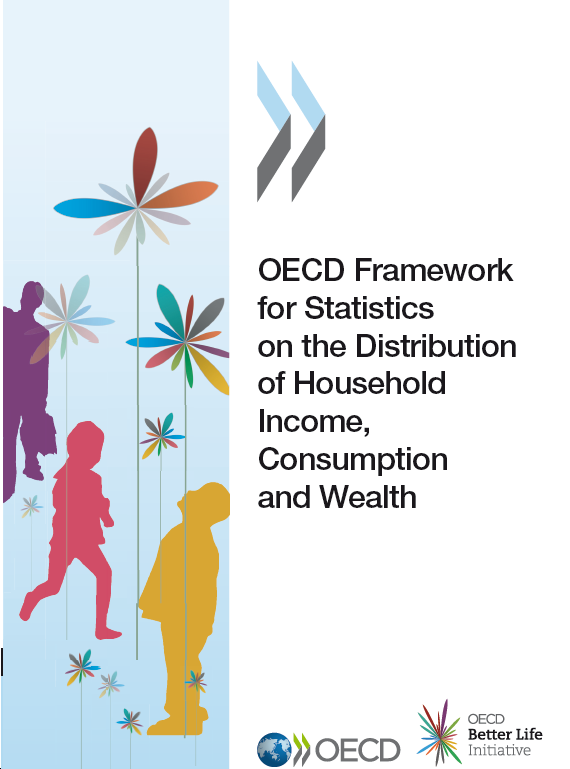 OECD Framework
for Statistics
on the Distribution
of Household
Income,
Consumption
and Wealth
OECD
OECD
Better Life
Initiative